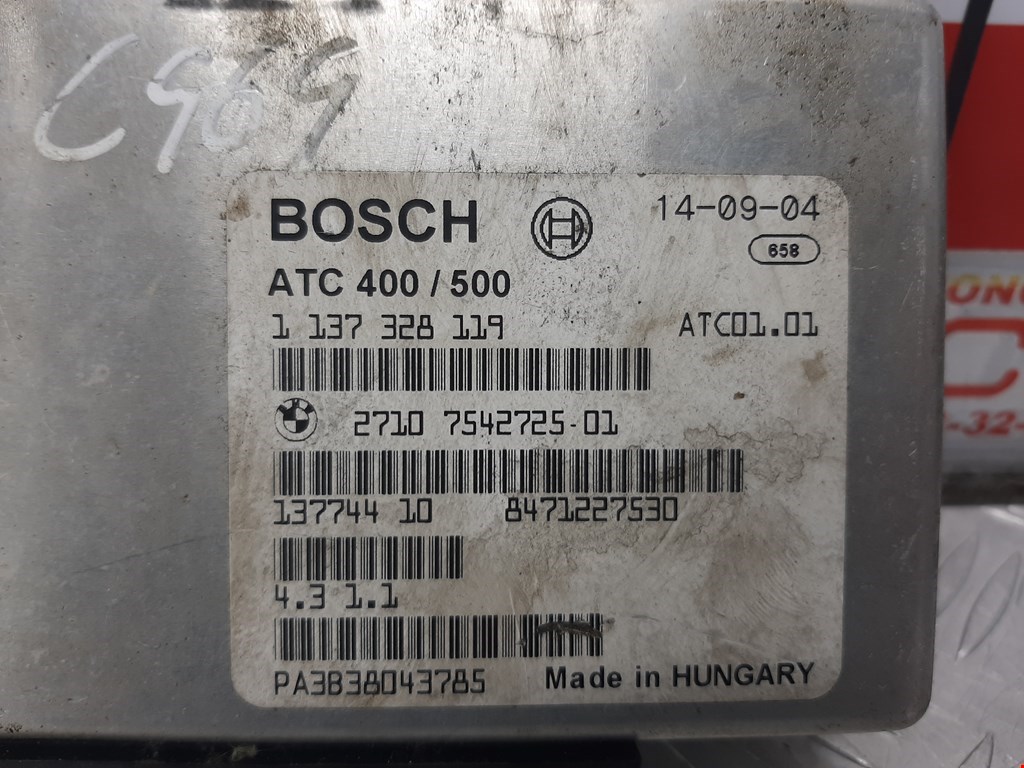 C969
BOSCH 14-09-04
658
ATC 400 / 500
1 137 328 119 ATC01.01
2710 7542725-01
137744 10 8471227530
4.3 1.1
PA3B38043785 Made in HUNGARY
-32-